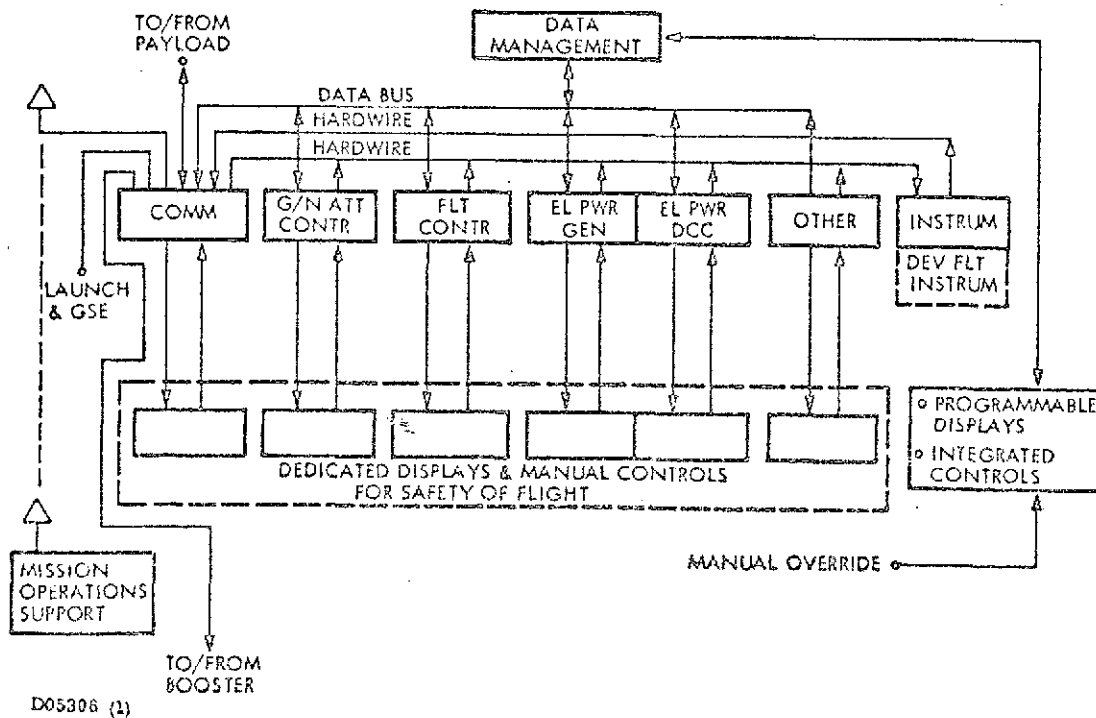 TO/FROM
PAYLOAD
DATA
MANAGEMENT
DATA BUS
HARDWIRE
HARDWIRE
COMM
G/N ATT
CONTR
FLT
CONTR
EL PWR
GEN
EL PWR
DCC
OTHER
INSTRUM
DEV FLT
INSTRUM
LAUNCH
& GSE
DEDICATED DISPLAYS & MANUAL CONTROLS
FOR SAFETY OF FLIGHT
PROGRAMMABLE
DISPLAYS
INTEGRATED
CONTROLS
MANUAL OVERRIDE
MISSION
OPERATIONS
SUPPORT
TO/FROM
BOOSTER
D05306 (1)